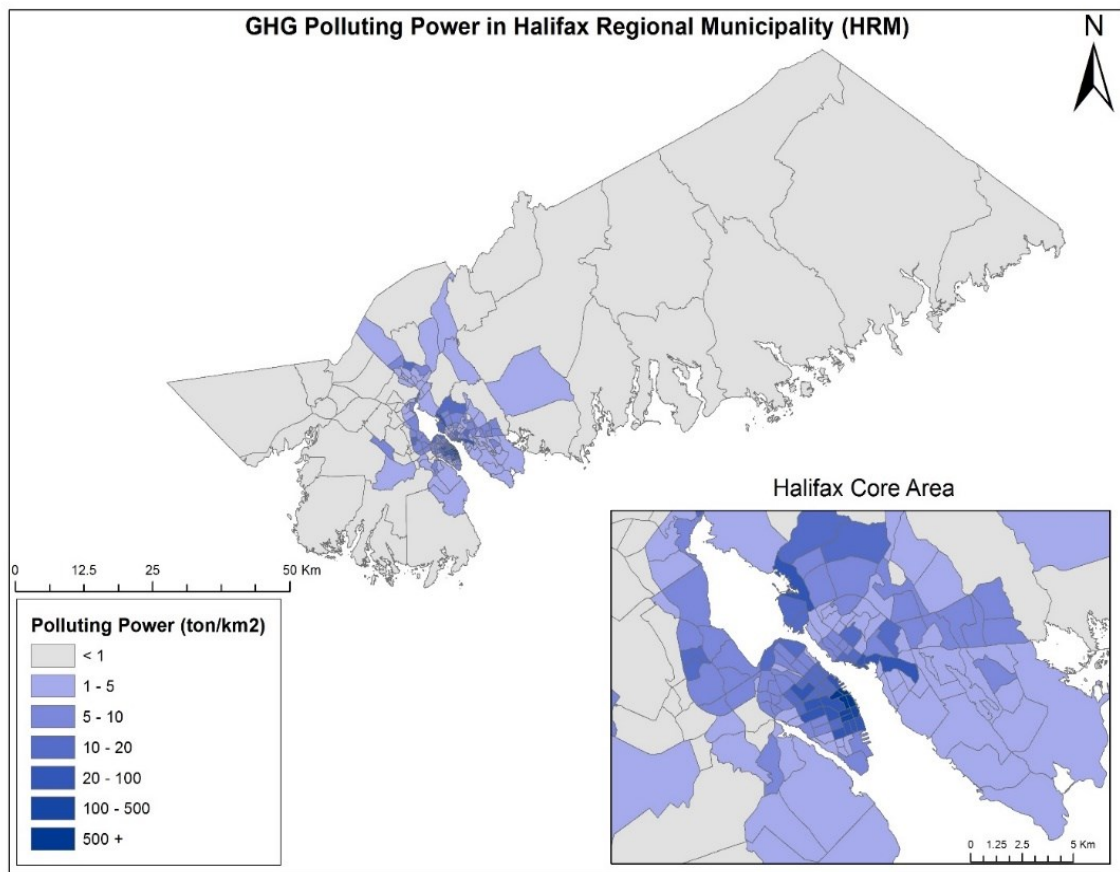 GHG Polluting Power in Halifax Regional Municipality (HRM)
N
0 12.5 25 50 Km
Polluting Power (ton/km2)
< 1
1 - 5
5 - 10
10 - 20
20 - 100
100 - 500
500 +
Halifax Core Area
0 1.25 2.5 5 Km